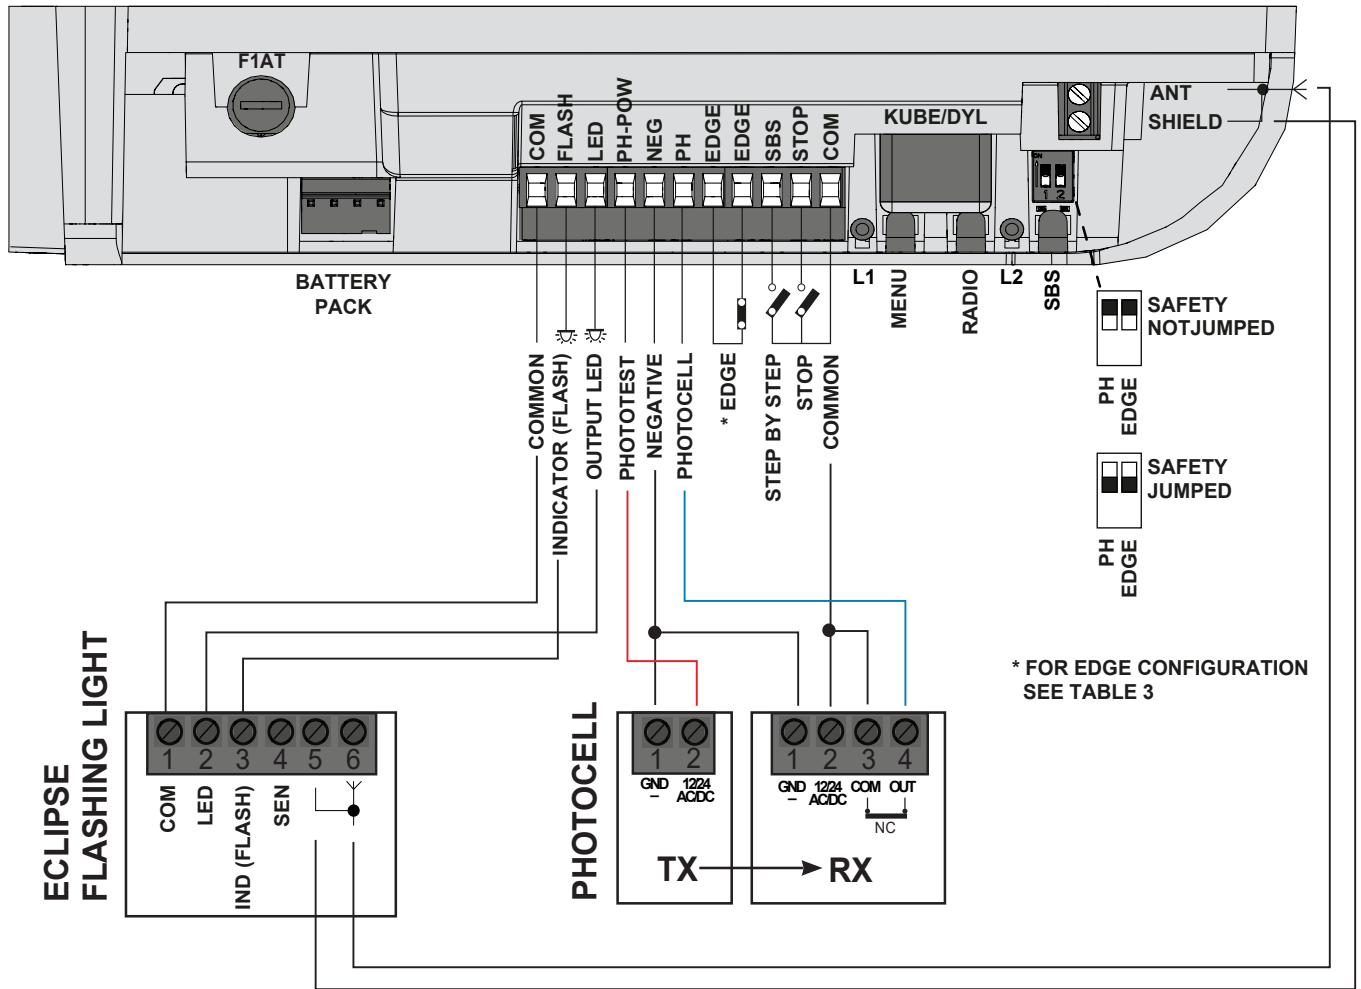 F1AT
COM
FLASH
LED
PH-POW
NEG
PH
EDGE
EDGE
SBS
STOP
COM
KUBE/DYL
ANT
SHIELD
ON
1 2
BATTERY
PACK
L1
MENU
RADIO
L2
SBS
SAFETY
NOTJUMPED
PH
EDGE
SAFETY
JUMPED
PH
EDGE
COMMON
INDICATOR (FLASH)
OUTPUT LED
PHOTOTEST
NEGATIVE
PHOTOCELL
* EDGE
STEP BY STEP
STOP
COMMON
* FOR EDGE CONFIGURATION
SEE TABLE 3
ECLIPSE
FLASHING LIGHT
1 2 3 4 5 6
COM
LED
IND (FLASH)
SEN
PHOTOCELL
1 2
GND
–
12/24
AC/DC
TX
1 2 3 4
GND
–
12/24
AC/DC
COM
OUT
NC
RX